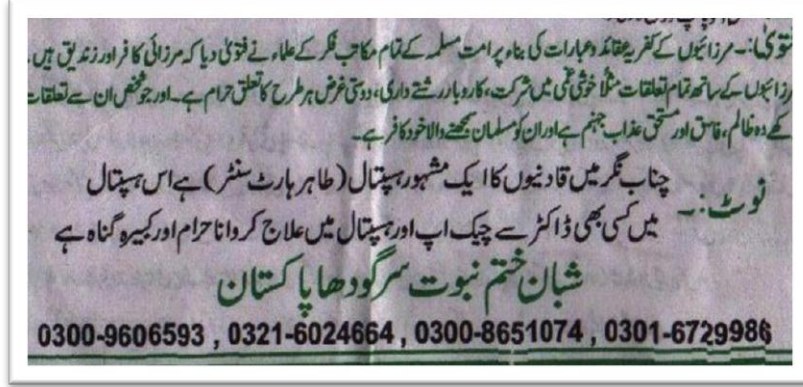 فتویٰ:۔ مرزائیوں کے کفریہ عقائد و عبارات کی بناء پر امت مسلمہ کے تمام مکاتب فکر کے علماء نے فتویٰ دیا کہ مرزائی کافر اور زندیق ہیں۔
مرزائیوں کے ساتھ تمام تعلقات مثلاً خوشی غمی میں شرکت، کاروبار رشتے داری، دوستی غرض ہر طرح کا تعلق حرام ہے۔ اور جو شخص ان سے تعلقات
رکھے وہ ظالم، فاسق اور مستحق عذاب جہنم ہے اور ان کو مسلمان سمجھنے والا خود کافر ہے۔
نوٹ:۔ چناب نگر میں قادنیوں کا ایک مشہور ہسپتال (طاہر ہارٹ سنٹر) ہے اس ہسپتال
میں کسی بھی ڈاکٹر سے چیک اپ اور ہسپتال میں علاج کروانا حرام اور کبیرہ گناہ ہے
شبان ختم نبوت سرگودھا پاکستان
0300-9606593 , 0321-6024664 , 0300-8651074 , 0301-6729986